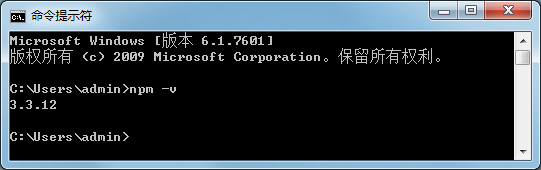 命令提示符
Microsoft Windows [版本 6.1.7601]
版权所有 (c) 2009 Microsoft Corporation。保留所有权利。
C:\Users\admin>npm -v
3.3.12
C:\Users\admin>